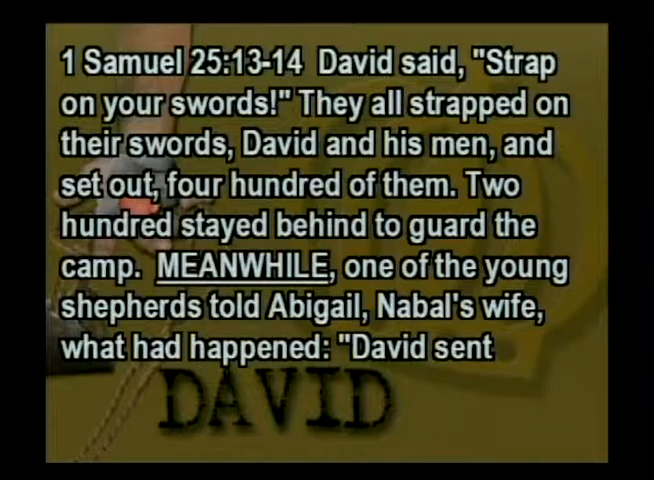 1 Samuel 25:13-14 David said, "Strap
on your swords!" They all strapped on
their swords, David and his men, and
set out, four hundred of them. Two
hundred stayed behind to guard the
camp. MEANWHILE, one of the young
shepherds told Abigail, Nabal's wife,
what had happened: "David sent
DAVID